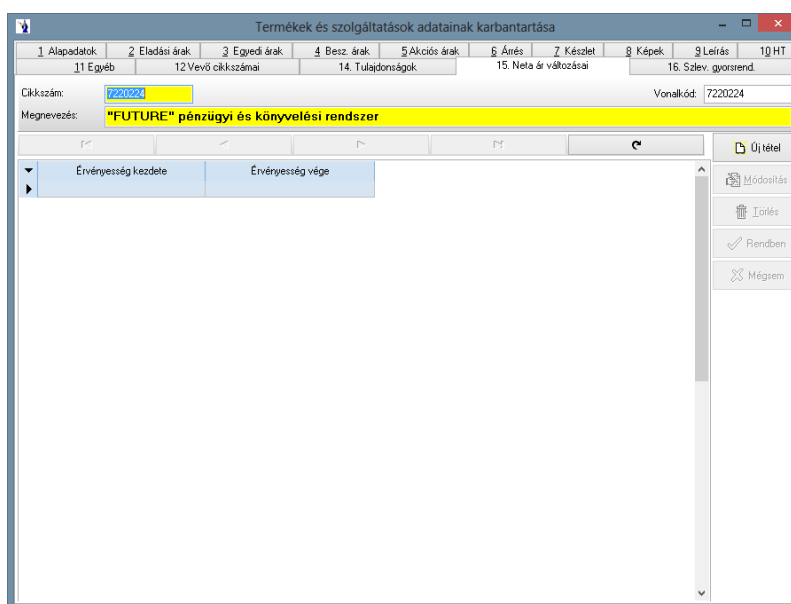 Termékek és szolgáltatások adatainak karbantartása
1 Alapadatok 2 Eladási árak 3 Egyedi árak 4 Besz. árak 5 Akciós árak 6 Árrés 7 Készlet 8 Képek 9 Leírás 10 HT
11 Egyéb 12 Vevő cikkszámai 14. Tulajdonságok 15. Neta ár változásai 16. Szlev. gyorsrend.
Cikkszám: 7220224 Vonalkód: 7220224
Megnevezés: "FUTURE" pénzügyi és könyvelési rendszer
Új tétel
Érvényesség kezdete Érvényesség vége
Módosítás
Törlés
Rendben
Mégsem